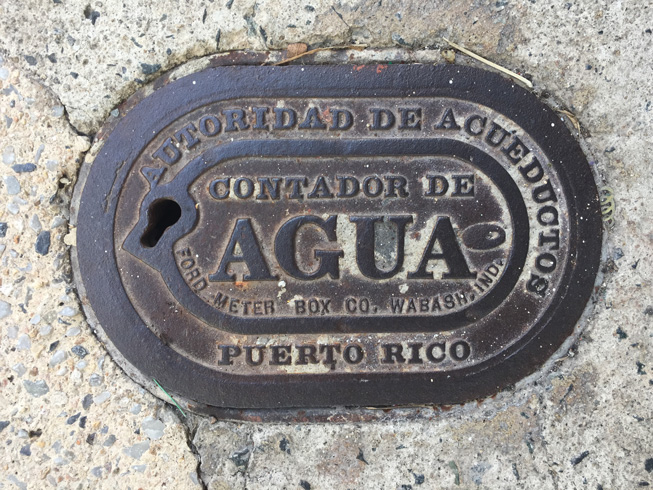 AUTORIDAD DE ACUEDUCTOS
CONTADOR DE
AGUA
FORD METER BOX CO. WABASH, IND.
PUERTO RICO